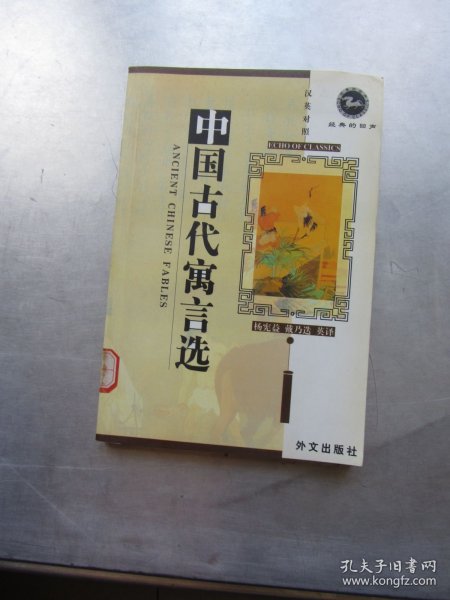 汉英对照
经典的回声
ECHO OF CLASSICS
中国古代寓言选
ANCIENT CHINESE FABLES
杨宪益 戴乃迭 英译
外文出版社
孔夫子旧书网
www.kongfz.com